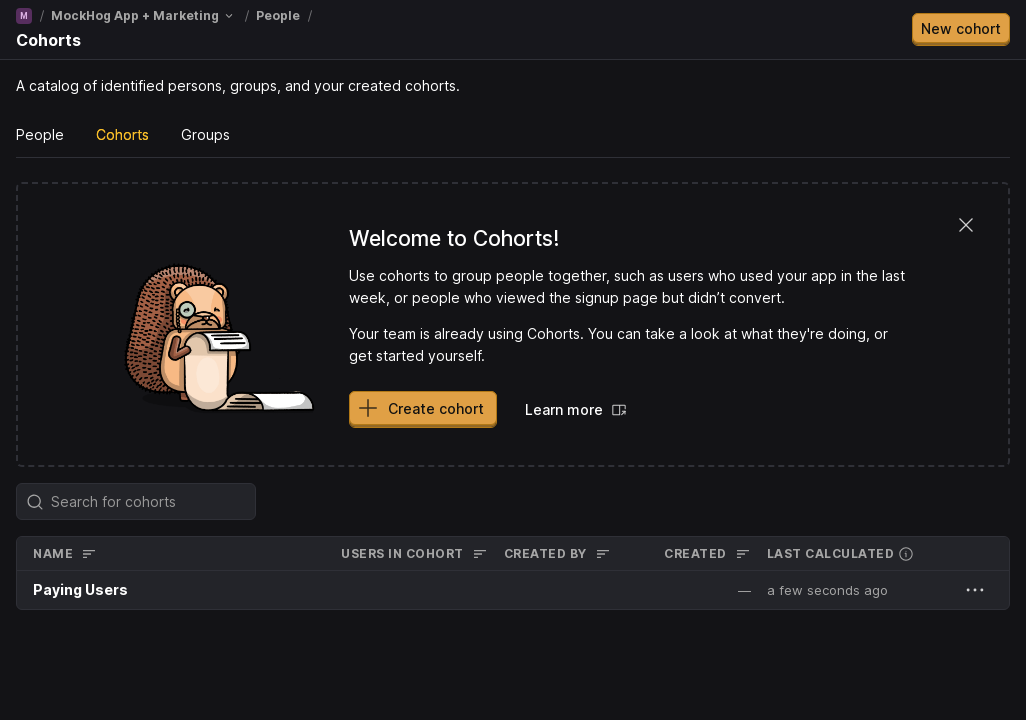 M / MockHog App + Marketing / People /
Cohorts
New cohort
A catalog of identified persons, groups, and your created cohorts.
People Cohorts Groups
Welcome to Cohorts!
Use cohorts to group people together, such as users who used your app in the last
week, or people who viewed the signup page but didn’t convert.
Your team is already using Cohorts. You can take a look at what they're doing, or
get started yourself.
Create cohort Learn more
Search for cohorts
NAME USERS IN COHORT CREATED BY CREATED LAST CALCULATED
Paying Users — a few seconds ago